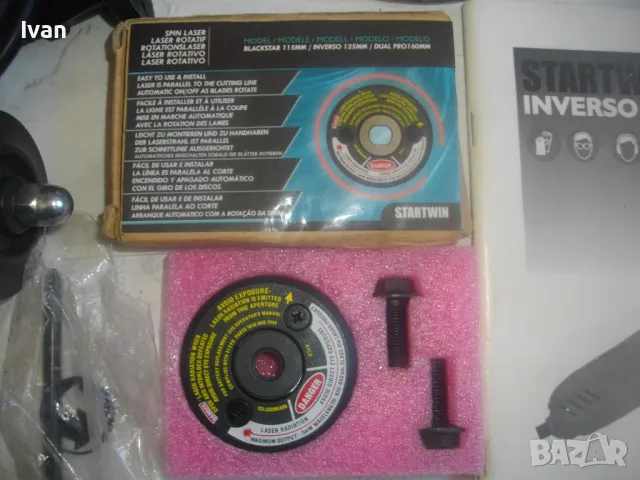 Ivan
SPIN LASER
LASER ROTATIF
ROTATIONSLASER
LÁSER ROTATIVO
LASER ROTATIVO
MODEL / MODÈLE / MODELL / MODELO / MODELO
BLACKSTAR 115MM / INVERSO 125MM / DUAL PRO160MM
EASY TO USE & INSTALL
LASER IS PARALLEL TO THE CUTTING LINE
AUTOMATIC ON/OFF AS BLADES ROTATE
FACILE À INSTALLER ET À UTILISER
LA LIGNE EST PARALLÈLE À LA COUPE
MISE EN MARCHE AUTOMATIQUE
AVEC LA ROTATION DES LAMES
LEICHT ZU MONTIEREN UND ZU HANDHABEN
DER LASERSTRAHL IST PARALLEL
ZUR SCHNITTLINIE AUSGERICHTET
AUTOMATISCHES EINSCHALTEN SOBALD DIE BLÄTTER ROTIEREN
FÁCIL DE USAR E INSTALAR
LA LÍNEA ES PARALELA AL CORTE
ENCENDIDO Y APAGADO AUTOMÁTICO
CON EL GIRO DE LOS DISCOS
FÁCIL DE USAR E DE INSTALAR
LINHA PARALELA AO CORTE
ARRANQUE AUTOMATICO COM A ROTAÇÃO DA
DANGER
STARTWIN
STARTWIN
INVERSO
AVOID EXPOSURE-
LASER RADIATION IS EMITTED
FROM THIS APERTURE
DANGER
LASER RADIATION
AVOID DIRECT EYE EXPOSURE
MAXIMUM OUTPUT
BAZAR